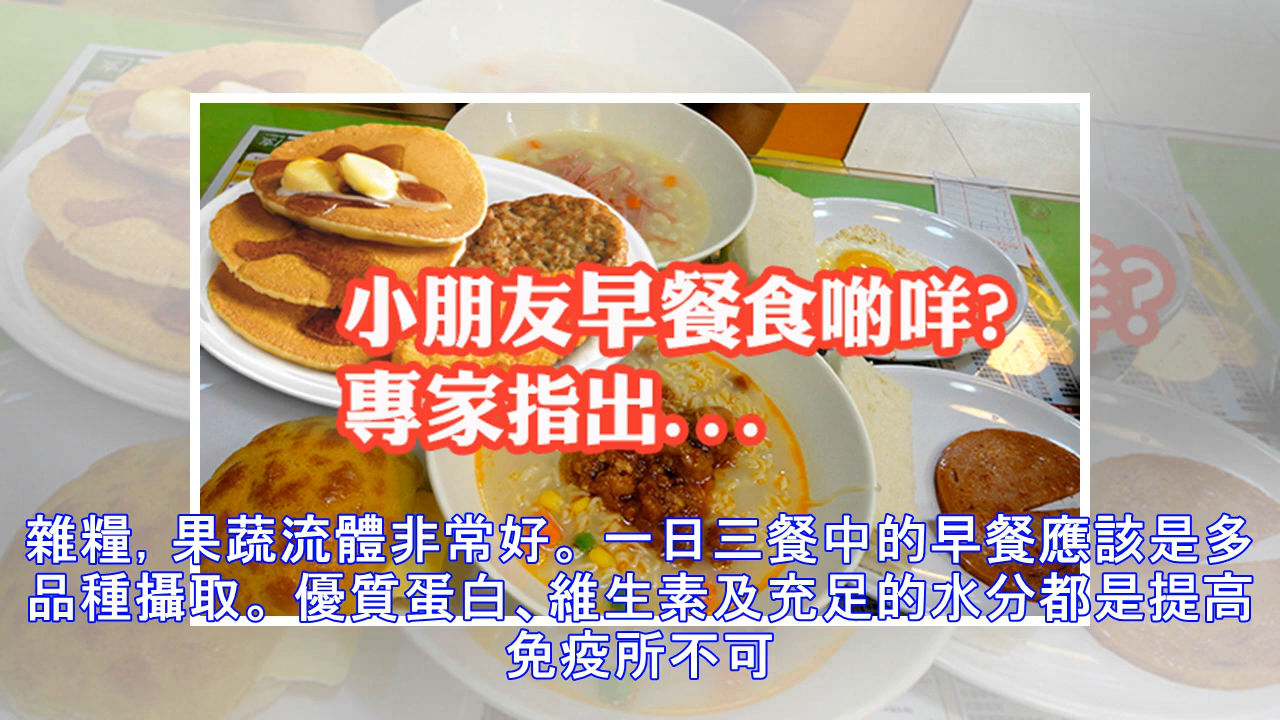 小朋友早餐食啲咩?
專家指出...
雜糧, 果蔬流體非常好。一日三餐中的早餐應該是多
品種攝取。優質蛋白、維生素及充足的水分都是提高
免疫所不可